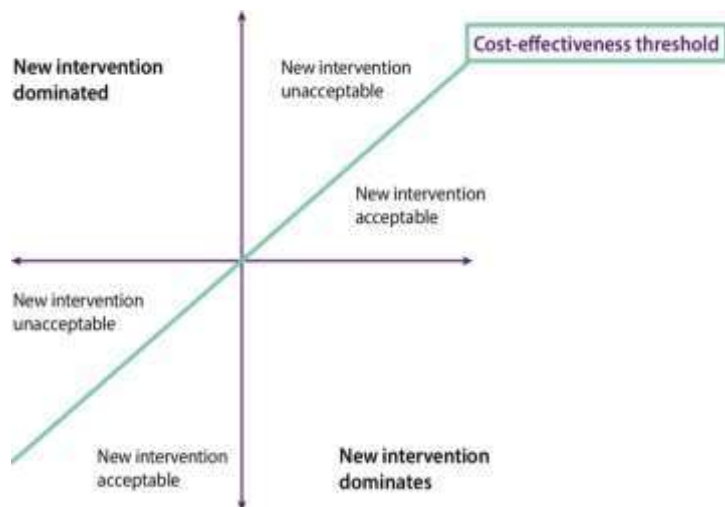 Cost-effectiveness threshold
New intervention
dominated
New intervention
unacceptable
New intervention
acceptable
New intervention
unacceptable
New intervention
acceptable
New intervention
dominates